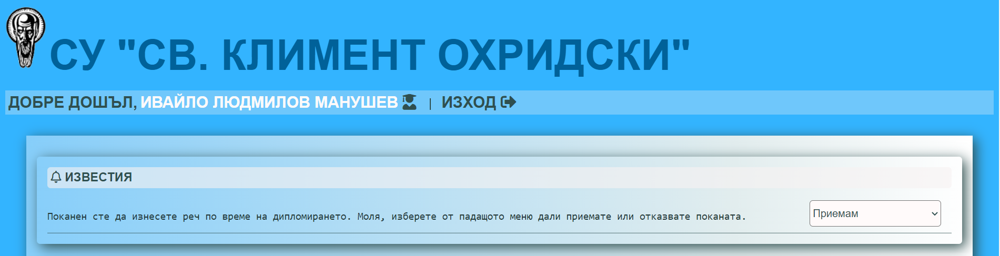 СУ "СВ. КЛИМЕНТ ОХРИДСКИ"
ДОБРЕ ДОШЪЛ, ИВАЙЛО ЛЮДМИЛОВ МАНУШЕВ | ИЗХОД
ИЗВЕСТИЯ
Поканен сте да изнесете реч по време на дипломирането. Моля, изберете от падащото меню дали приемате или отказвате поканата.
Приемам